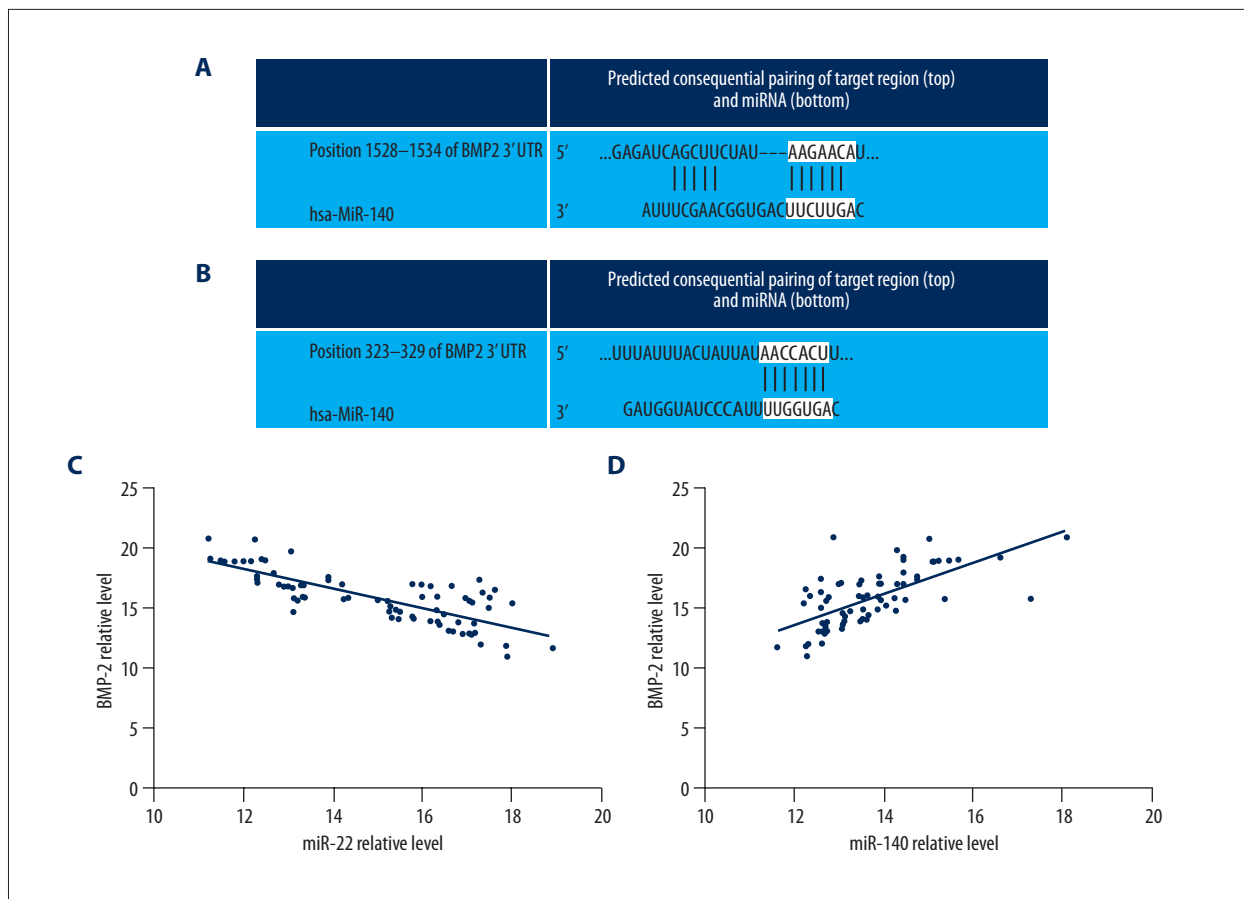 A
Predicted consequential pairing of target region (top)
and miRNA (bottom)
Position 1528–1534 of BMP2 3' UTR 5' ...GAGAUCAGCUUCUAU---AAGAACAU...
hsa-MiR-140 3' AUUUCGAACGGUGACUUCUUGAC
B
Predicted consequential pairing of target region (top)
and miRNA (bottom)
Position 323–329 of BMP2 3' UTR 5' ...UUUAUUUACUAUUAUAACCACUU...
hsa-MiR-140 3' GAUGGUAUCCCAUUUUGGUGAC
C
BMP-2 relative level
25
20
15
10
5
0
10 12 14 16 18 20
miR-22 relative level
D
BMP-2 relative level
25
20
15
10
5
0
10 12 14 16 18 20
miR-140 relative level